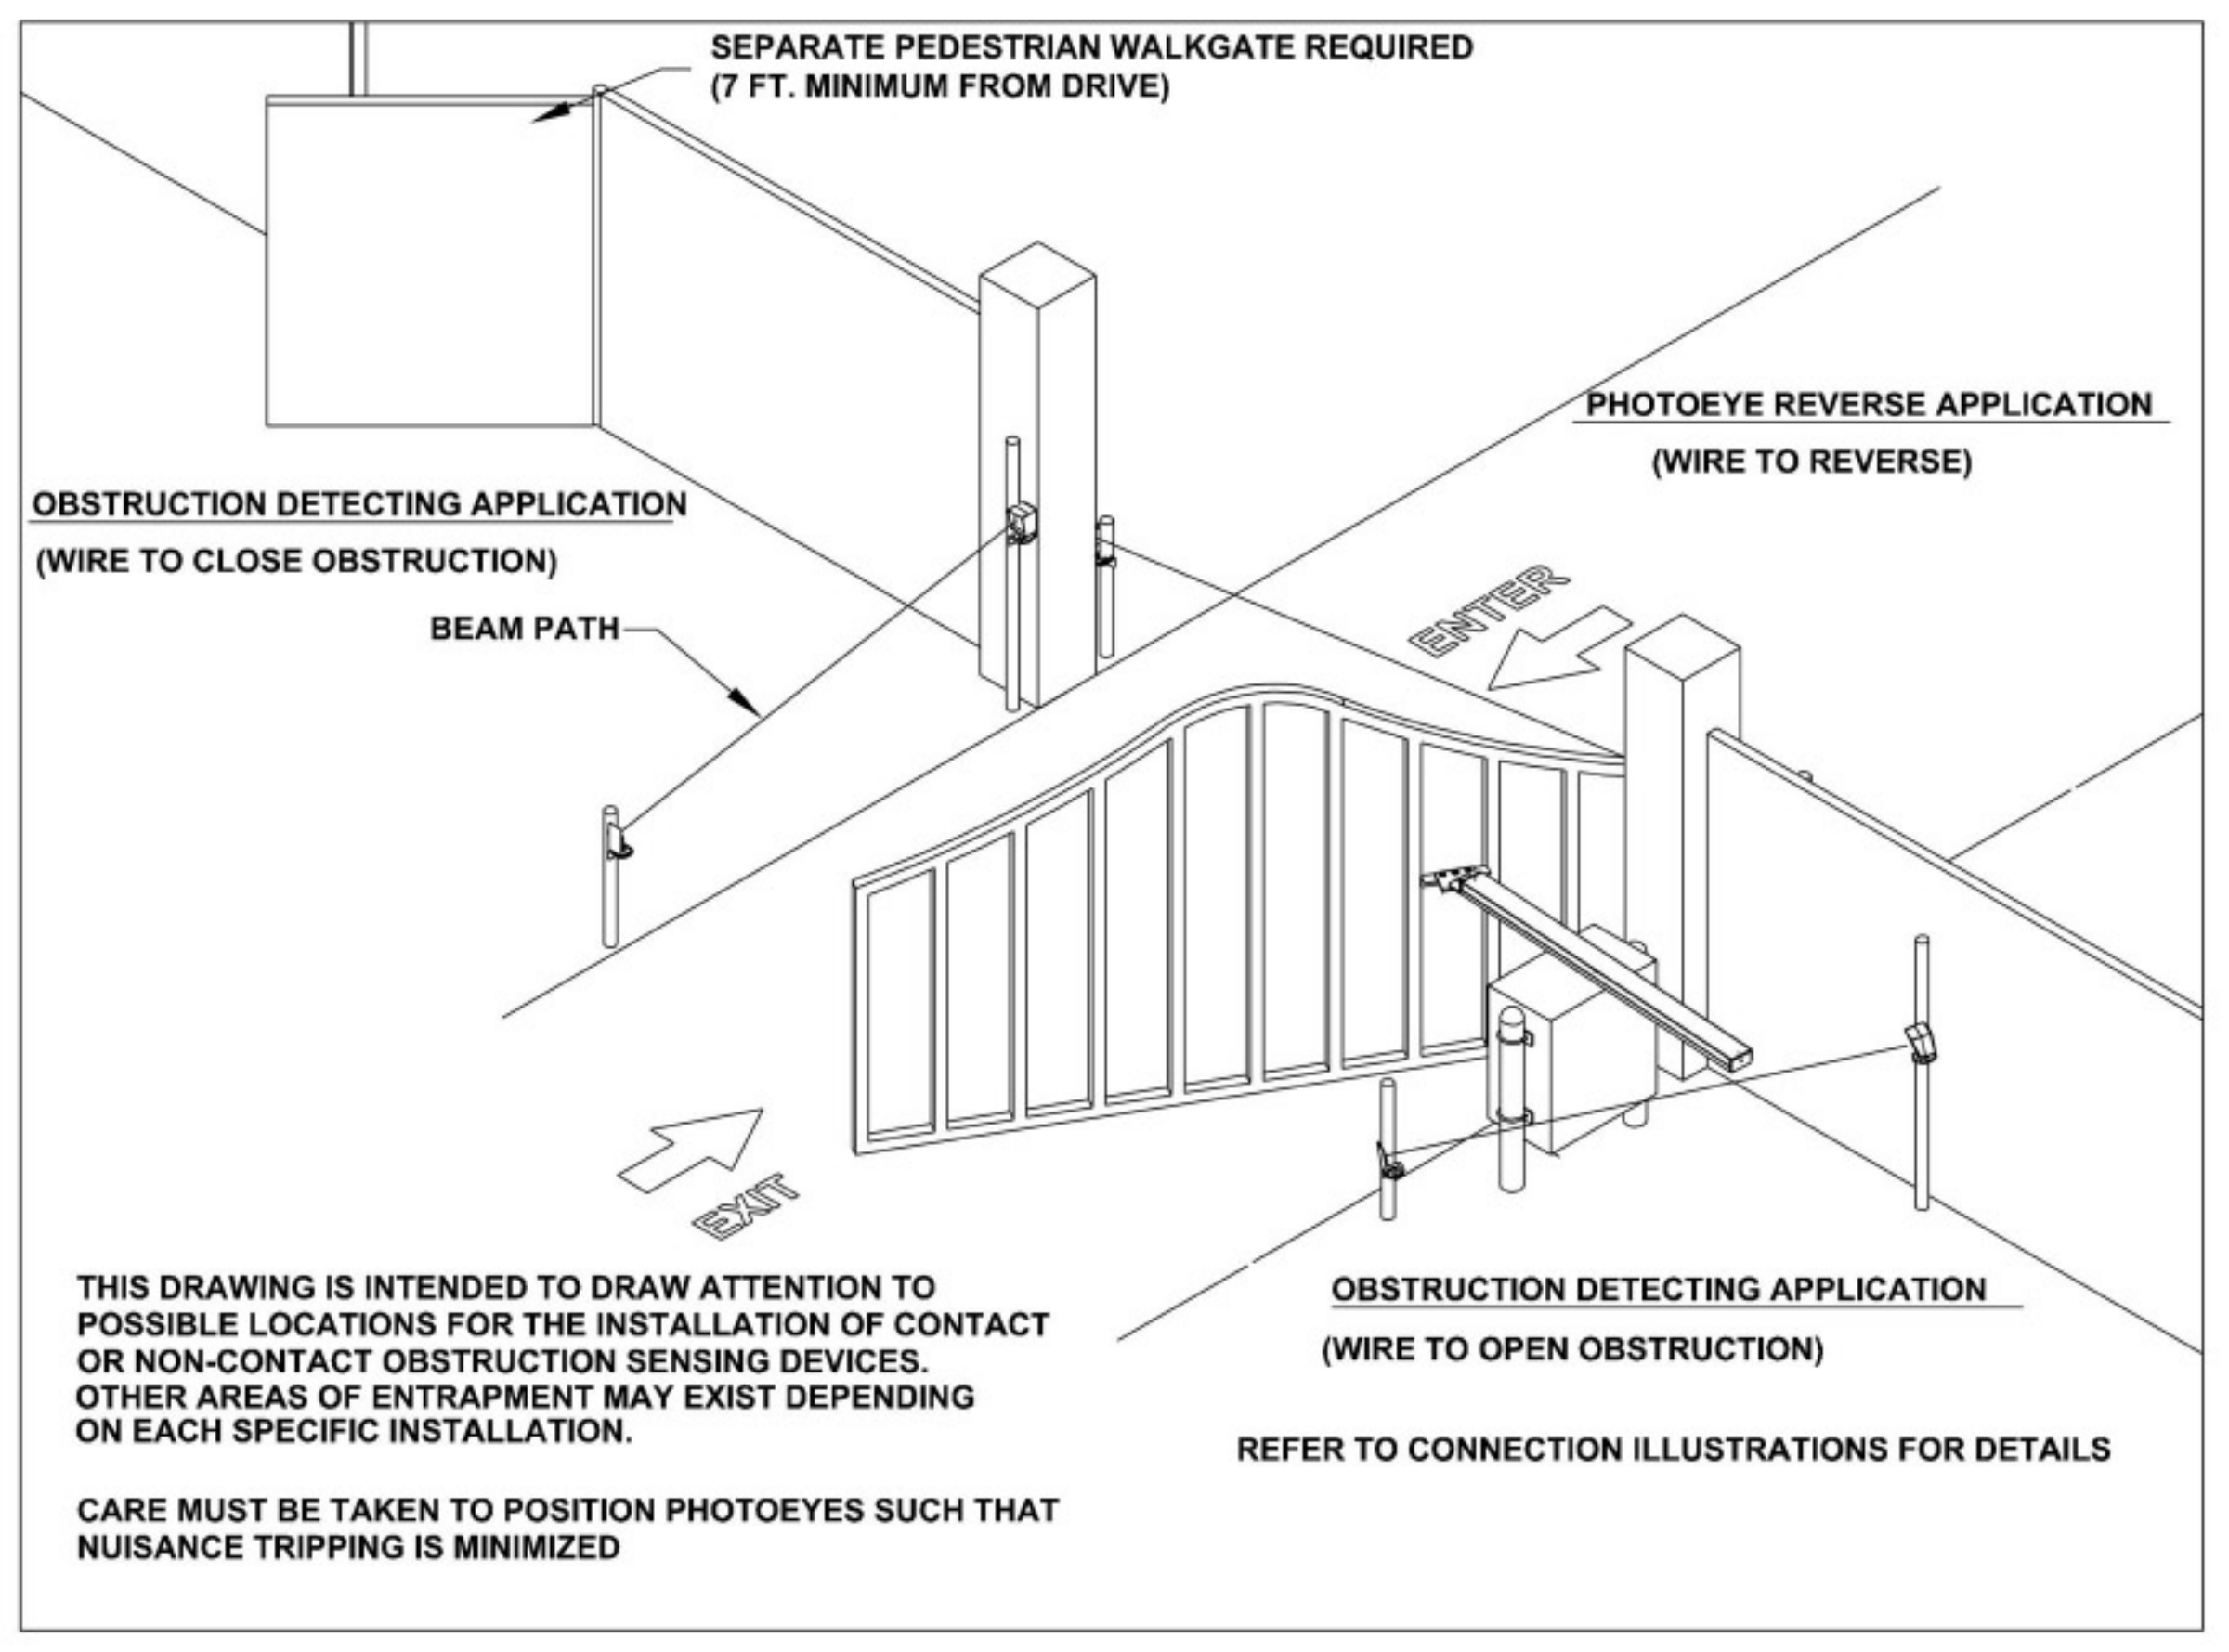 SEPARATE PEDESTRIAN WALKGATE REQUIRED
(7 FT. MINIMUM FROM DRIVE)
PHOTOEYE REVERSE APPLICATION
(WIRE TO REVERSE)
OBSTRUCTION DETECTING APPLICATION
(WIRE TO CLOSE OBSTRUCTION)
BEAM PATH
ENTER
EXIT
THIS DRAWING IS INTENDED TO DRAW ATTENTION TO
POSSIBLE LOCATIONS FOR THE INSTALLATION OF CONTACT
OR NON-CONTACT OBSTRUCTION SENSING DEVICES.
OTHER AREAS OF ENTRAPMENT MAY EXIST DEPENDING
ON EACH SPECIFIC INSTALLATION.
CARE MUST BE TAKEN TO POSITION PHOTOEYES SUCH THAT
NUISANCE TRIPPING IS MINIMIZED
OBSTRUCTION DETECTING APPLICATION
(WIRE TO OPEN OBSTRUCTION)
REFER TO CONNECTION ILLUSTRATIONS FOR DETAILS